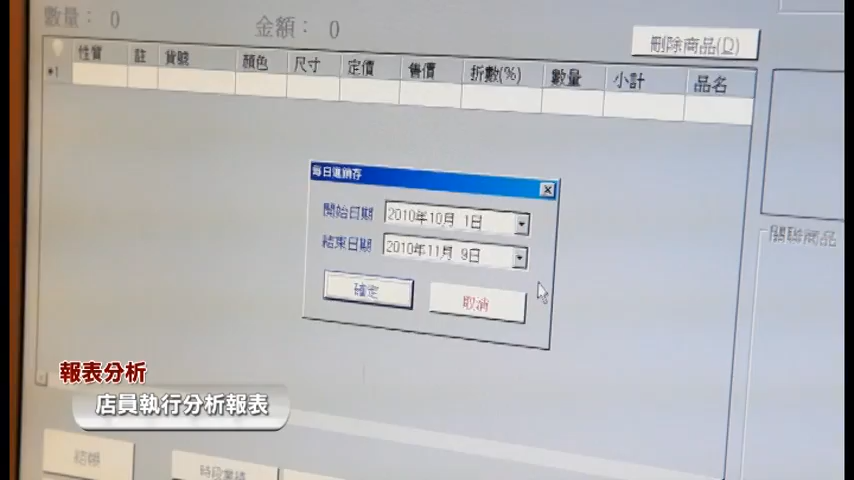 數量： 0
金額： 0
刪除商品(D)
性質 註 貨號 顏色 尺寸 定價 售價 折數(%) 數量 小計 品名
*1
每日進銷存
開始日期 2010年10月 1日
結束日期 2010年11月 9日
確定 取消
關聯商品
報表分析
店員執行分析報表
結帳
時段業績